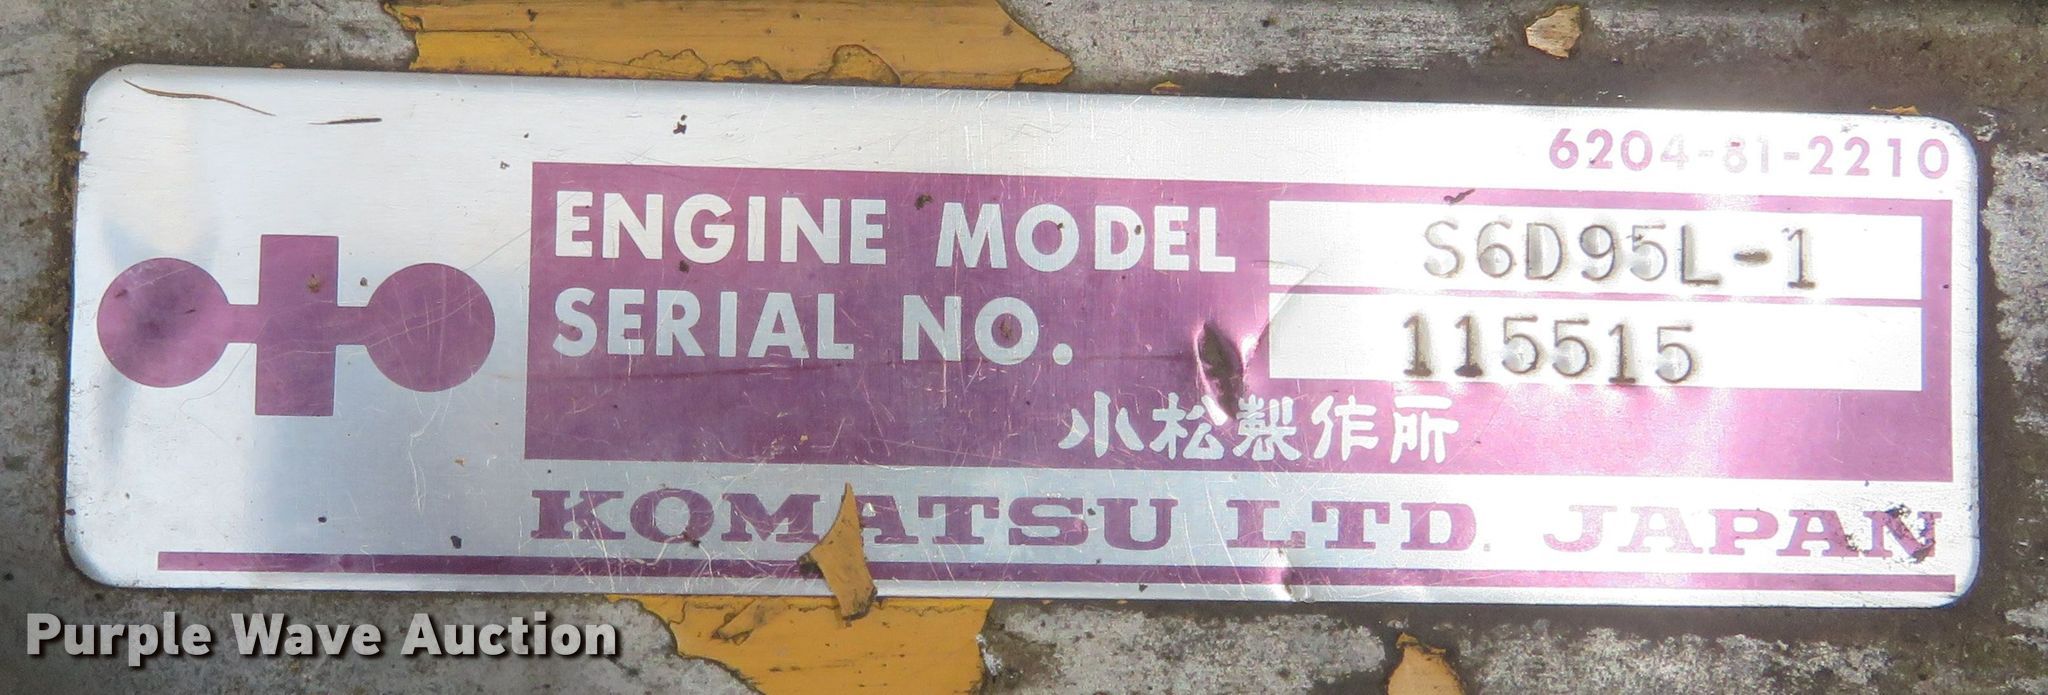 6204-81-2210
ENGINE MODEL S6D95L-1
SERIAL NO. 115515
小松製作所
KOMATSU LTD. JAPAN
Purple Wave Auction